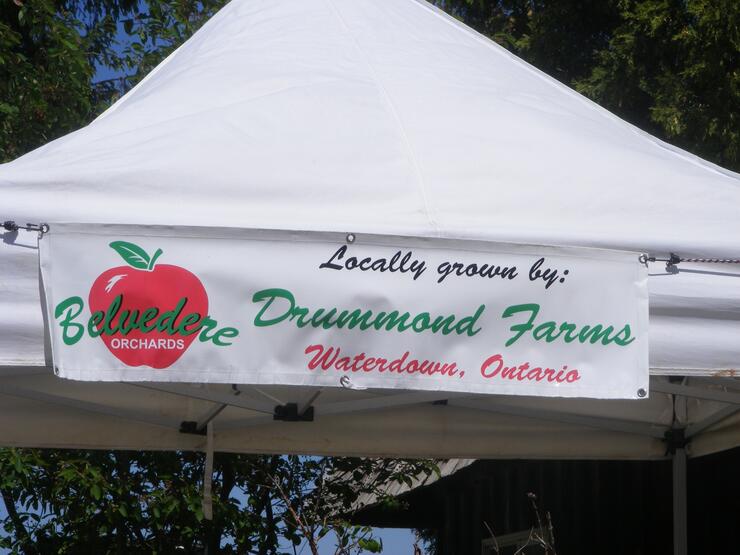 Belvedere
ORCHARDS
Locally grown by:
Drummond Farms
Waterdown, Ontario